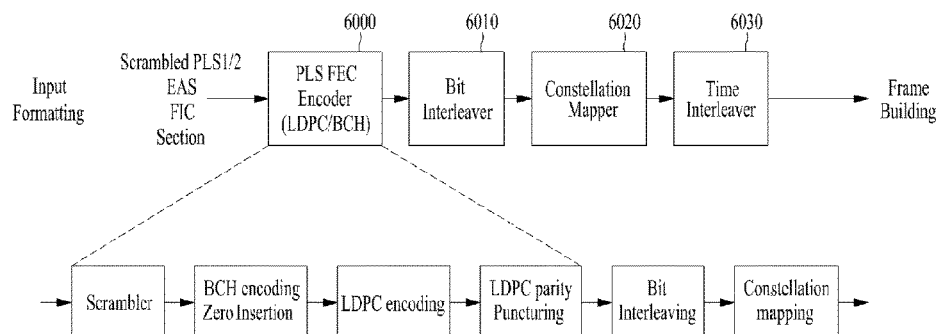 6000
6010
6020
6030
Input
Formatting
Scrambled PLS1/2
EAS
FIC
Section
PLS FEC
Encoder
(LDPC/BCH)
Bit
Interleaver
Constellation
Mapper
Time
Interleaver
Frame
Building
Scrambler
BCH encoding
Zero Insertion
LDPC encoding
LDPC parity
Puncturing
Bit
Interleaving
Constellation
mapping